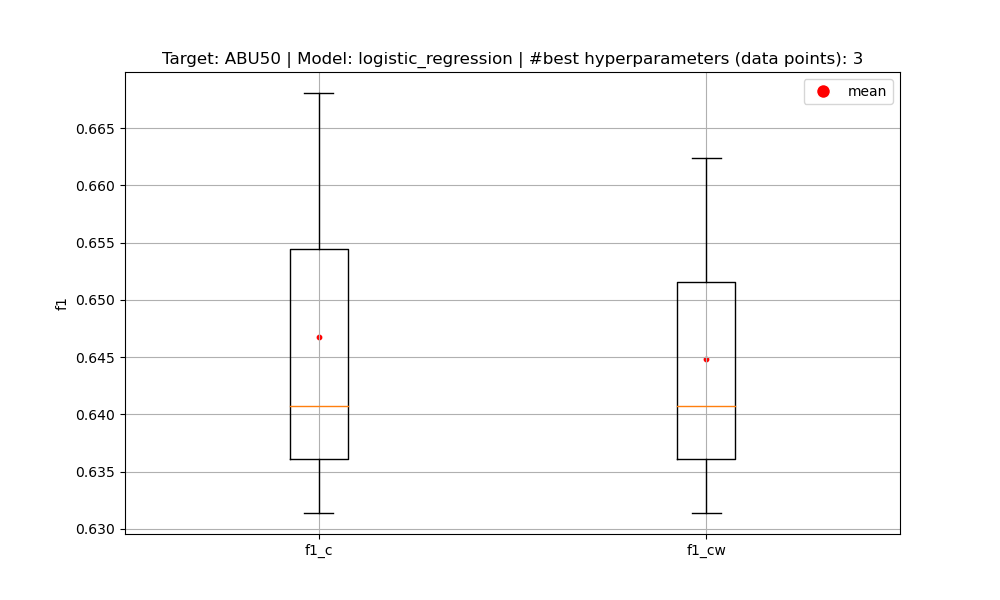 Target: ABU50 | Model: logistic_regression | #best hyperparameters (data points): 3
mean
0.665
0.660
0.655
0.650
0.645
0.640
0.635
0.630
f1
f1_c
f1_cw